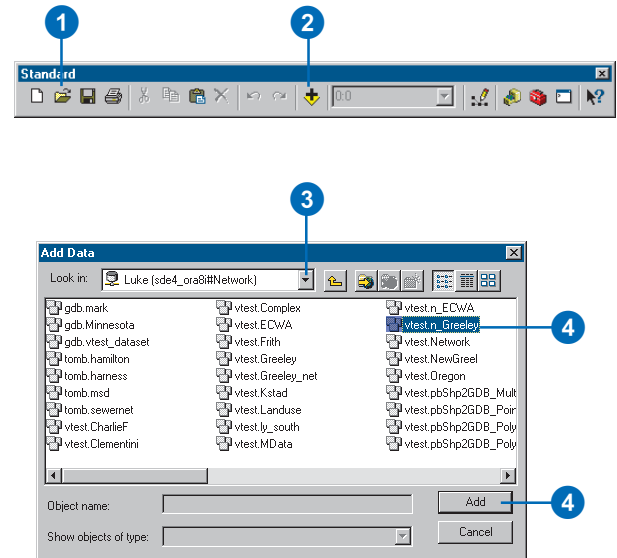 1 2
Standard
0:0
3
Add Data
Look in: Luke (sde4_ora8i#Network)
gdb.mark vtest.Complex vtest.n_ECWA
gdb.Minnesota vtest.ECWA vtest.n_Greeley 4
gdb.vtest_dataset vtest.Frith vtest.Network
tomb.hamilton vtest.Greeley vtest.NewGreel
tomb.harness vtest.Greeley_net vtest.Oregon
tomb.msd vtest.Kstad vtest.pbShp2GDB_Mult
tomb.sewernet vtest.Landuse vtest.pbShp2GDB_Poin
vtest.CharlieF vtest.ly_south vtest.pbShp2GDB_Poly
vtest.Clementini vtest.MData vtest.pbShp2GDB_Poly
Object name: Add 4
Show objects of type: Cancel